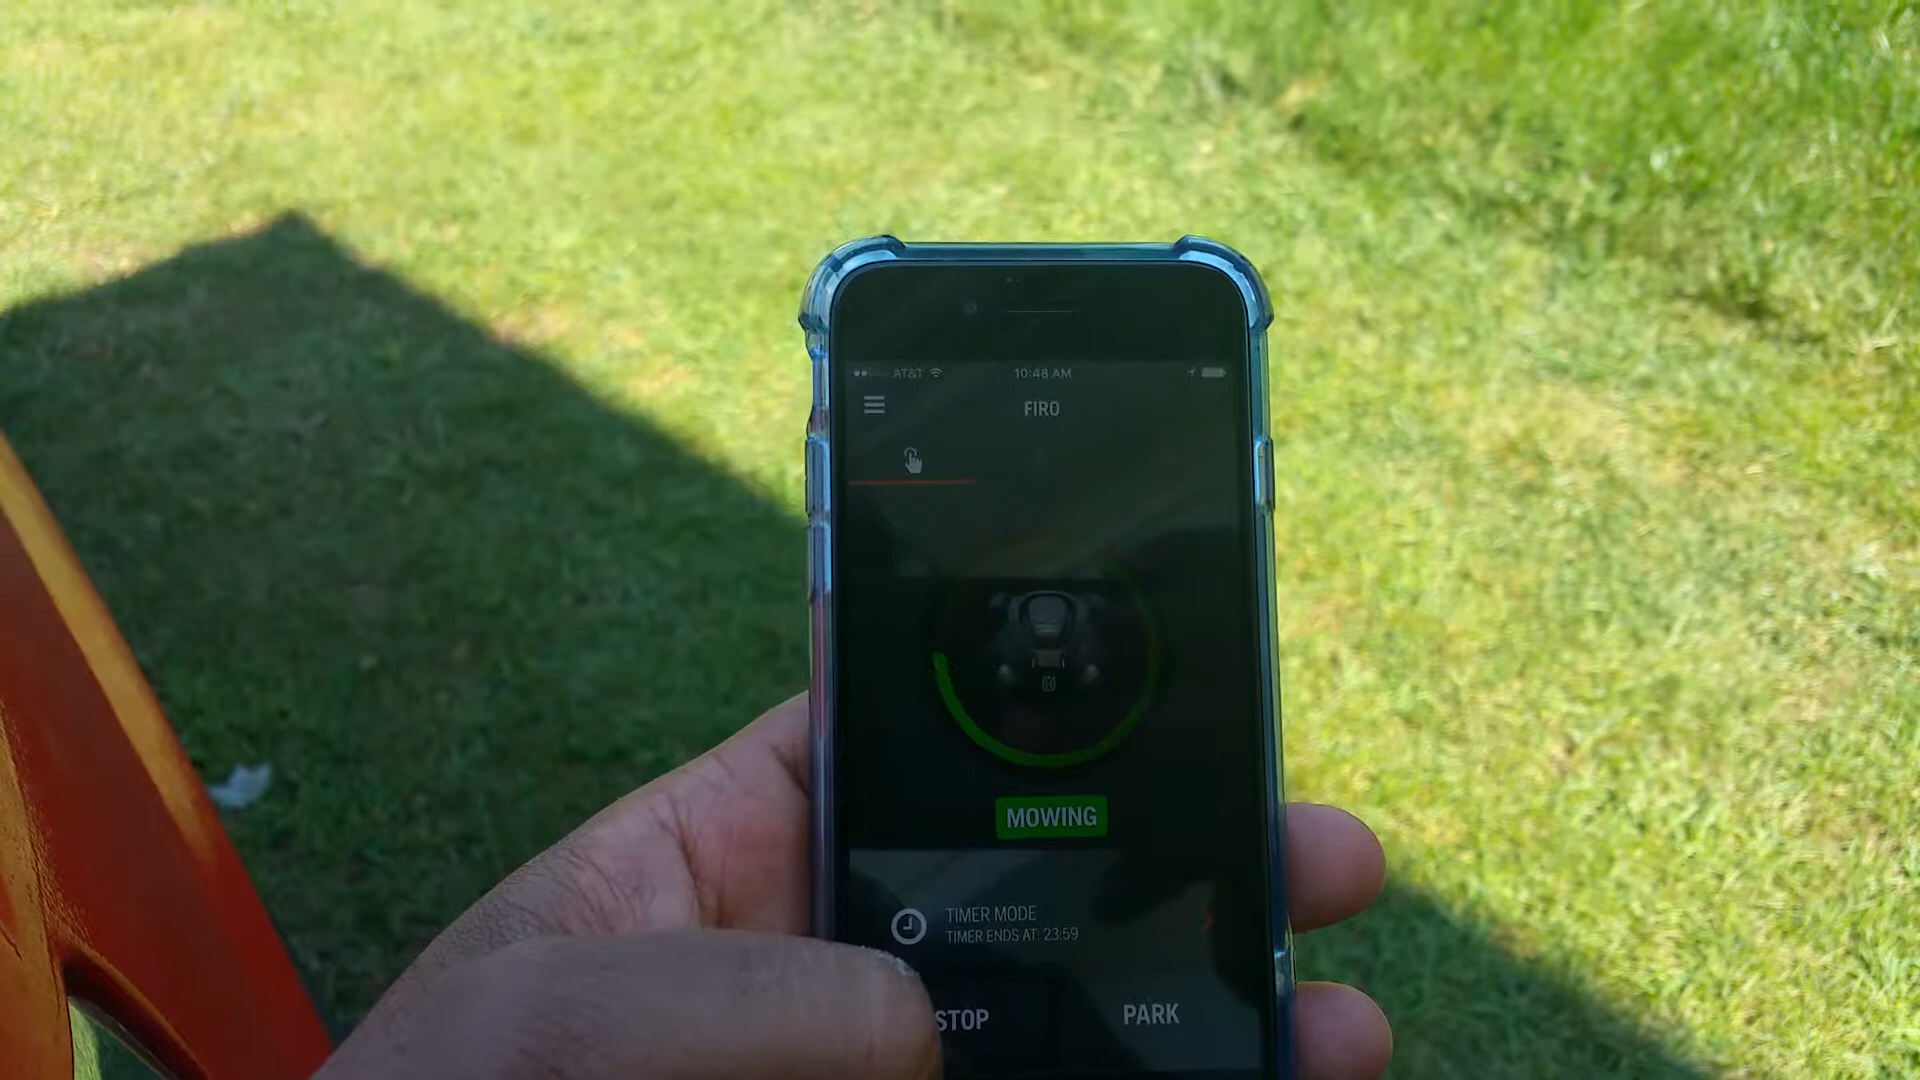 AT&T 10:48 AM
FIRO
MOWING
TIMER MODE
TIMER ENDS AT: 23:59
STOP PARK